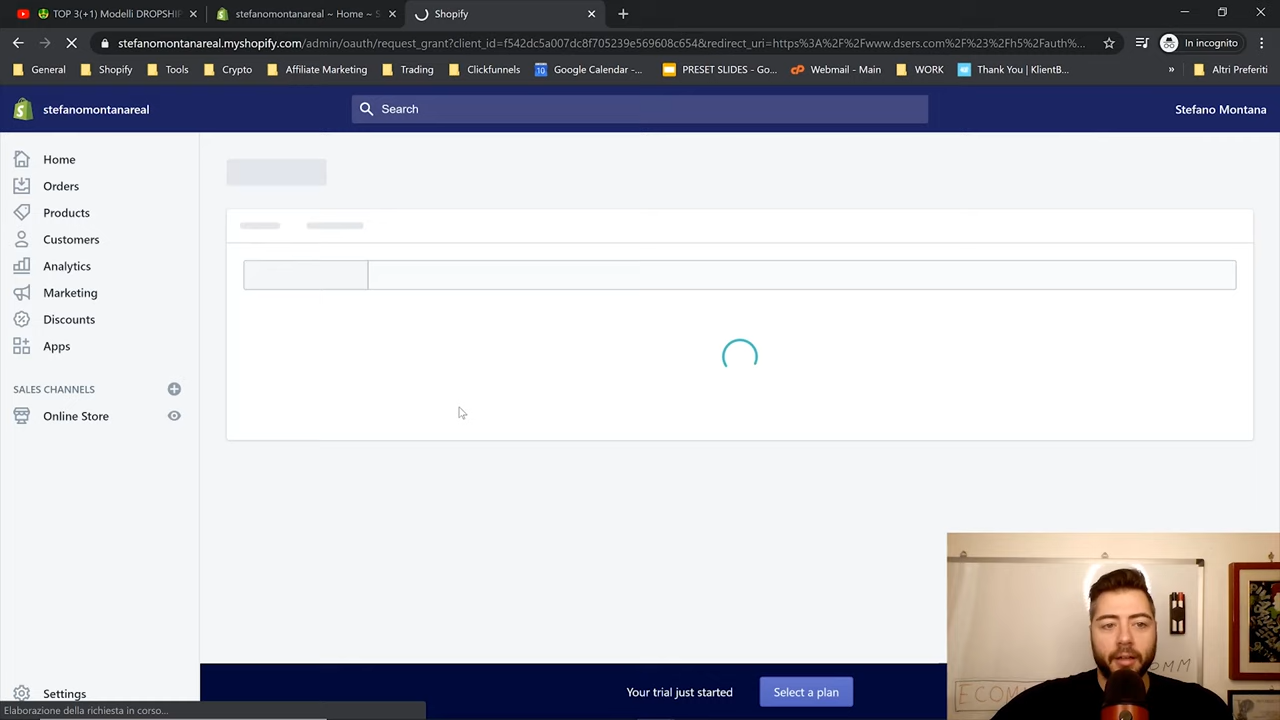 TOP 3(+1) Modelli DROPSHIP
stefanomontanareal ~ Home ~ S
Shopify
stefanomontanareal.myshopify.com/admin/oauth/request_grant?client_id=f542dc5a007dc8f705239e569608c654&redirect_uri=https%3A%2F%2Fwww.dsers.com%2F%23%2Fh5%2Fauth%...
In incognito
General
Shopify
Tools
Crypto
Affiliate Marketing
Trading
Clickfunnels
Google Calendar -...
PRESET SLIDES - Go...
Webmail - Main
WORK
Thank You | KlientB...
»
Altri Preferiti
stefanomontanareal
Search
Stefano Montana
Home
Orders
Products
Customers
Analytics
Marketing
Discounts
Apps
SALES CHANNELS
Online Store
Settings
Elaborazione della richiesta in corso...
Your trial just started
Select a plan